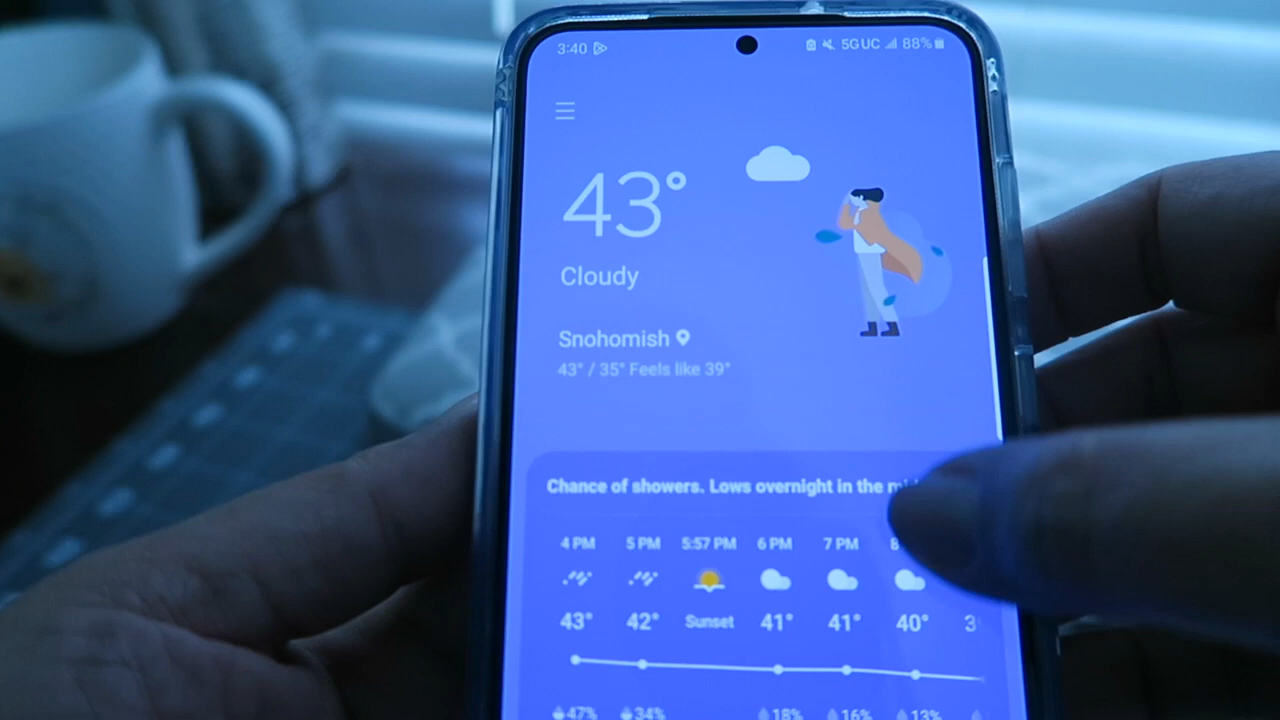 3:40 5G UC 88%
43°
Cloudy
Snohomish
43° / 35° Feels like 39°
Chance of showers. Lows overnight in the
4 PM 5 PM 5:57 PM 6 PM 7 PM 8
43° 42° Sunset 41° 41° 40° 3
47% 34% 18% 16% 13%